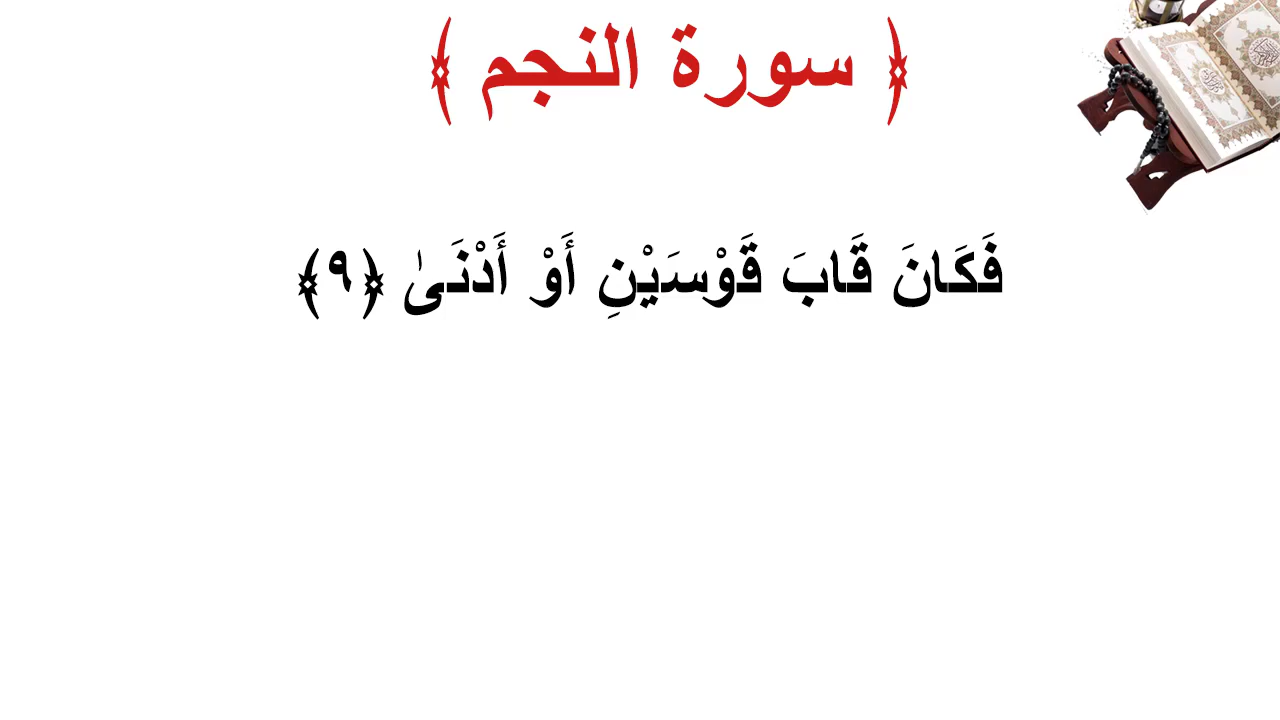 ﴿ سورة النجم ﴾
فَكَانَ قَابَ قَوْسَيْنِ أَوْ أَدْنَىٰ ﴿٩﴾